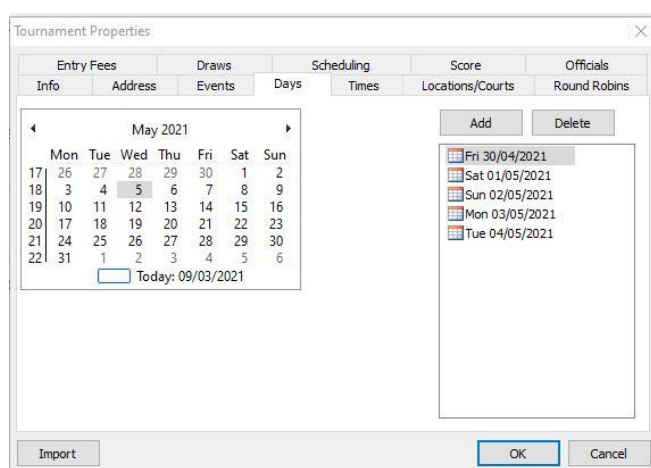 Tournament Properties
Entry Fees Draws Scheduling Score Officials
Info Address Events Days Times Locations/Courts Round Robins
May 2021
Mon Tue Wed Thu Fri Sat Sun
17 26 27 28 29 30 1 2
18 3 4 5 6 7 8 9
19 10 11 12 13 14 15 16
20 17 18 19 20 21 22 23
21 24 25 26 27 28 29 30
22 31 1 2 3 4 5 6
Today: 09/03/2021
Add Delete
Fri 30/04/2021
Sat 01/05/2021
Sun 02/05/2021
Mon 03/05/2021
Tue 04/05/2021
Import OK Cancel